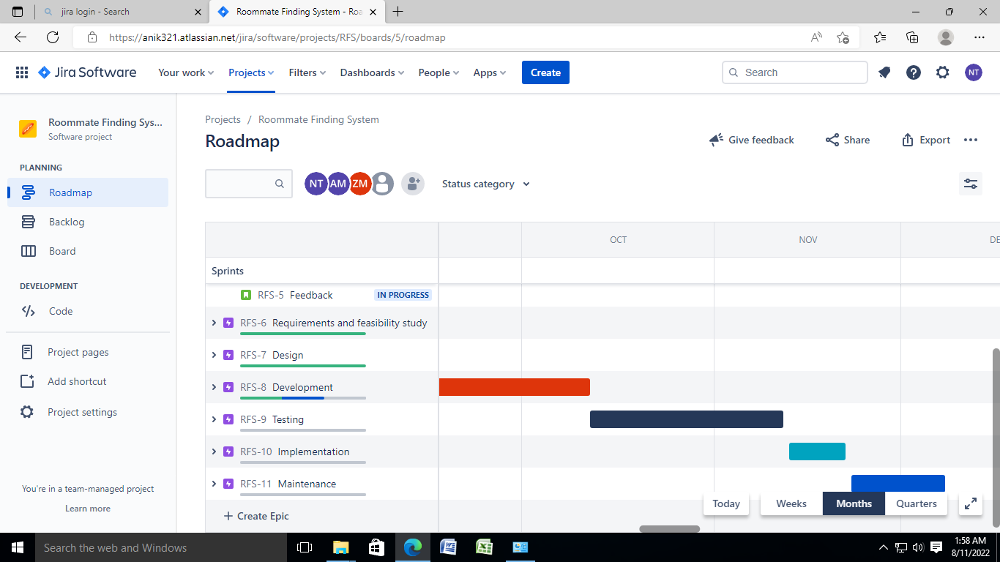 jira login - Search
Roommate Finding System - Roa
https://anik321.atlassian.net/jira/software/projects/RFS/boards/5/roadmap
Jira Software
Your work
Projects
Filters
Dashboards
People
Apps
Create
Search
NT
Roommate Finding Sys...
Software project
PLANNING
Roadmap
Backlog
Board
DEVELOPMENT
Code
Project pages
Add shortcut
Project settings
You're in a team-managed project
Learn more
Projects / Roommate Finding System
Roadmap
Give feedback
Share
Export
NT AM ZM
Status category
OCT NOV DE
Sprints
RFS-5 Feedback IN PROGRESS
RFS-6 Requirements and feasibility study
RFS-7 Design
RFS-8 Development
RFS-9 Testing
RFS-10 Implementation
RFS-11 Maintenance
+ Create Epic
Today
Weeks
Months
Quarters
Search the web and Windows
1:58 AM
8/11/2022